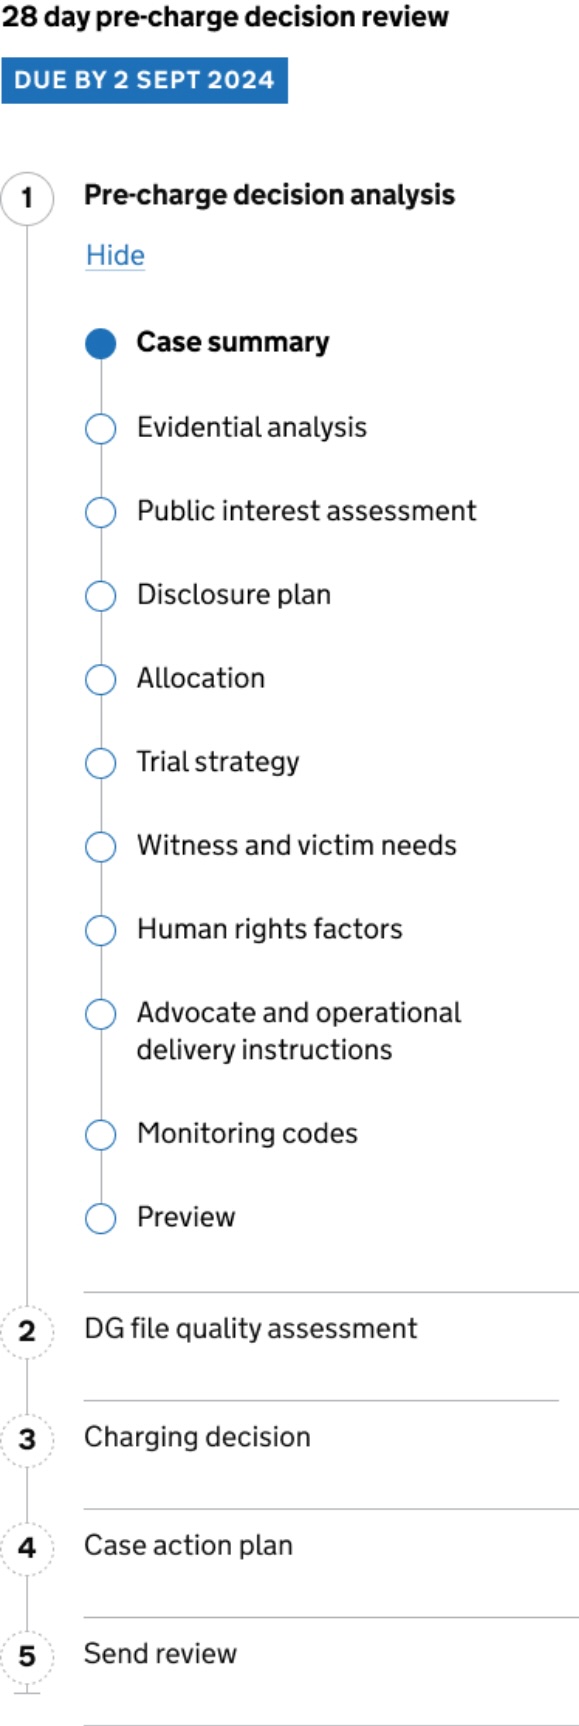 28 day pre-charge decision review
DUE BY 2 SEPT 2024
1 Pre-charge decision analysis
Hide
Case summary
Evidential analysis
Public interest assessment
Disclosure plan
Allocation
Trial strategy
Witness and victim needs
Human rights factors
Advocate and operational
delivery instructions
Monitoring codes
Preview
2 DG file quality assessment
3 Charging decision
4 Case action plan
5 Send review